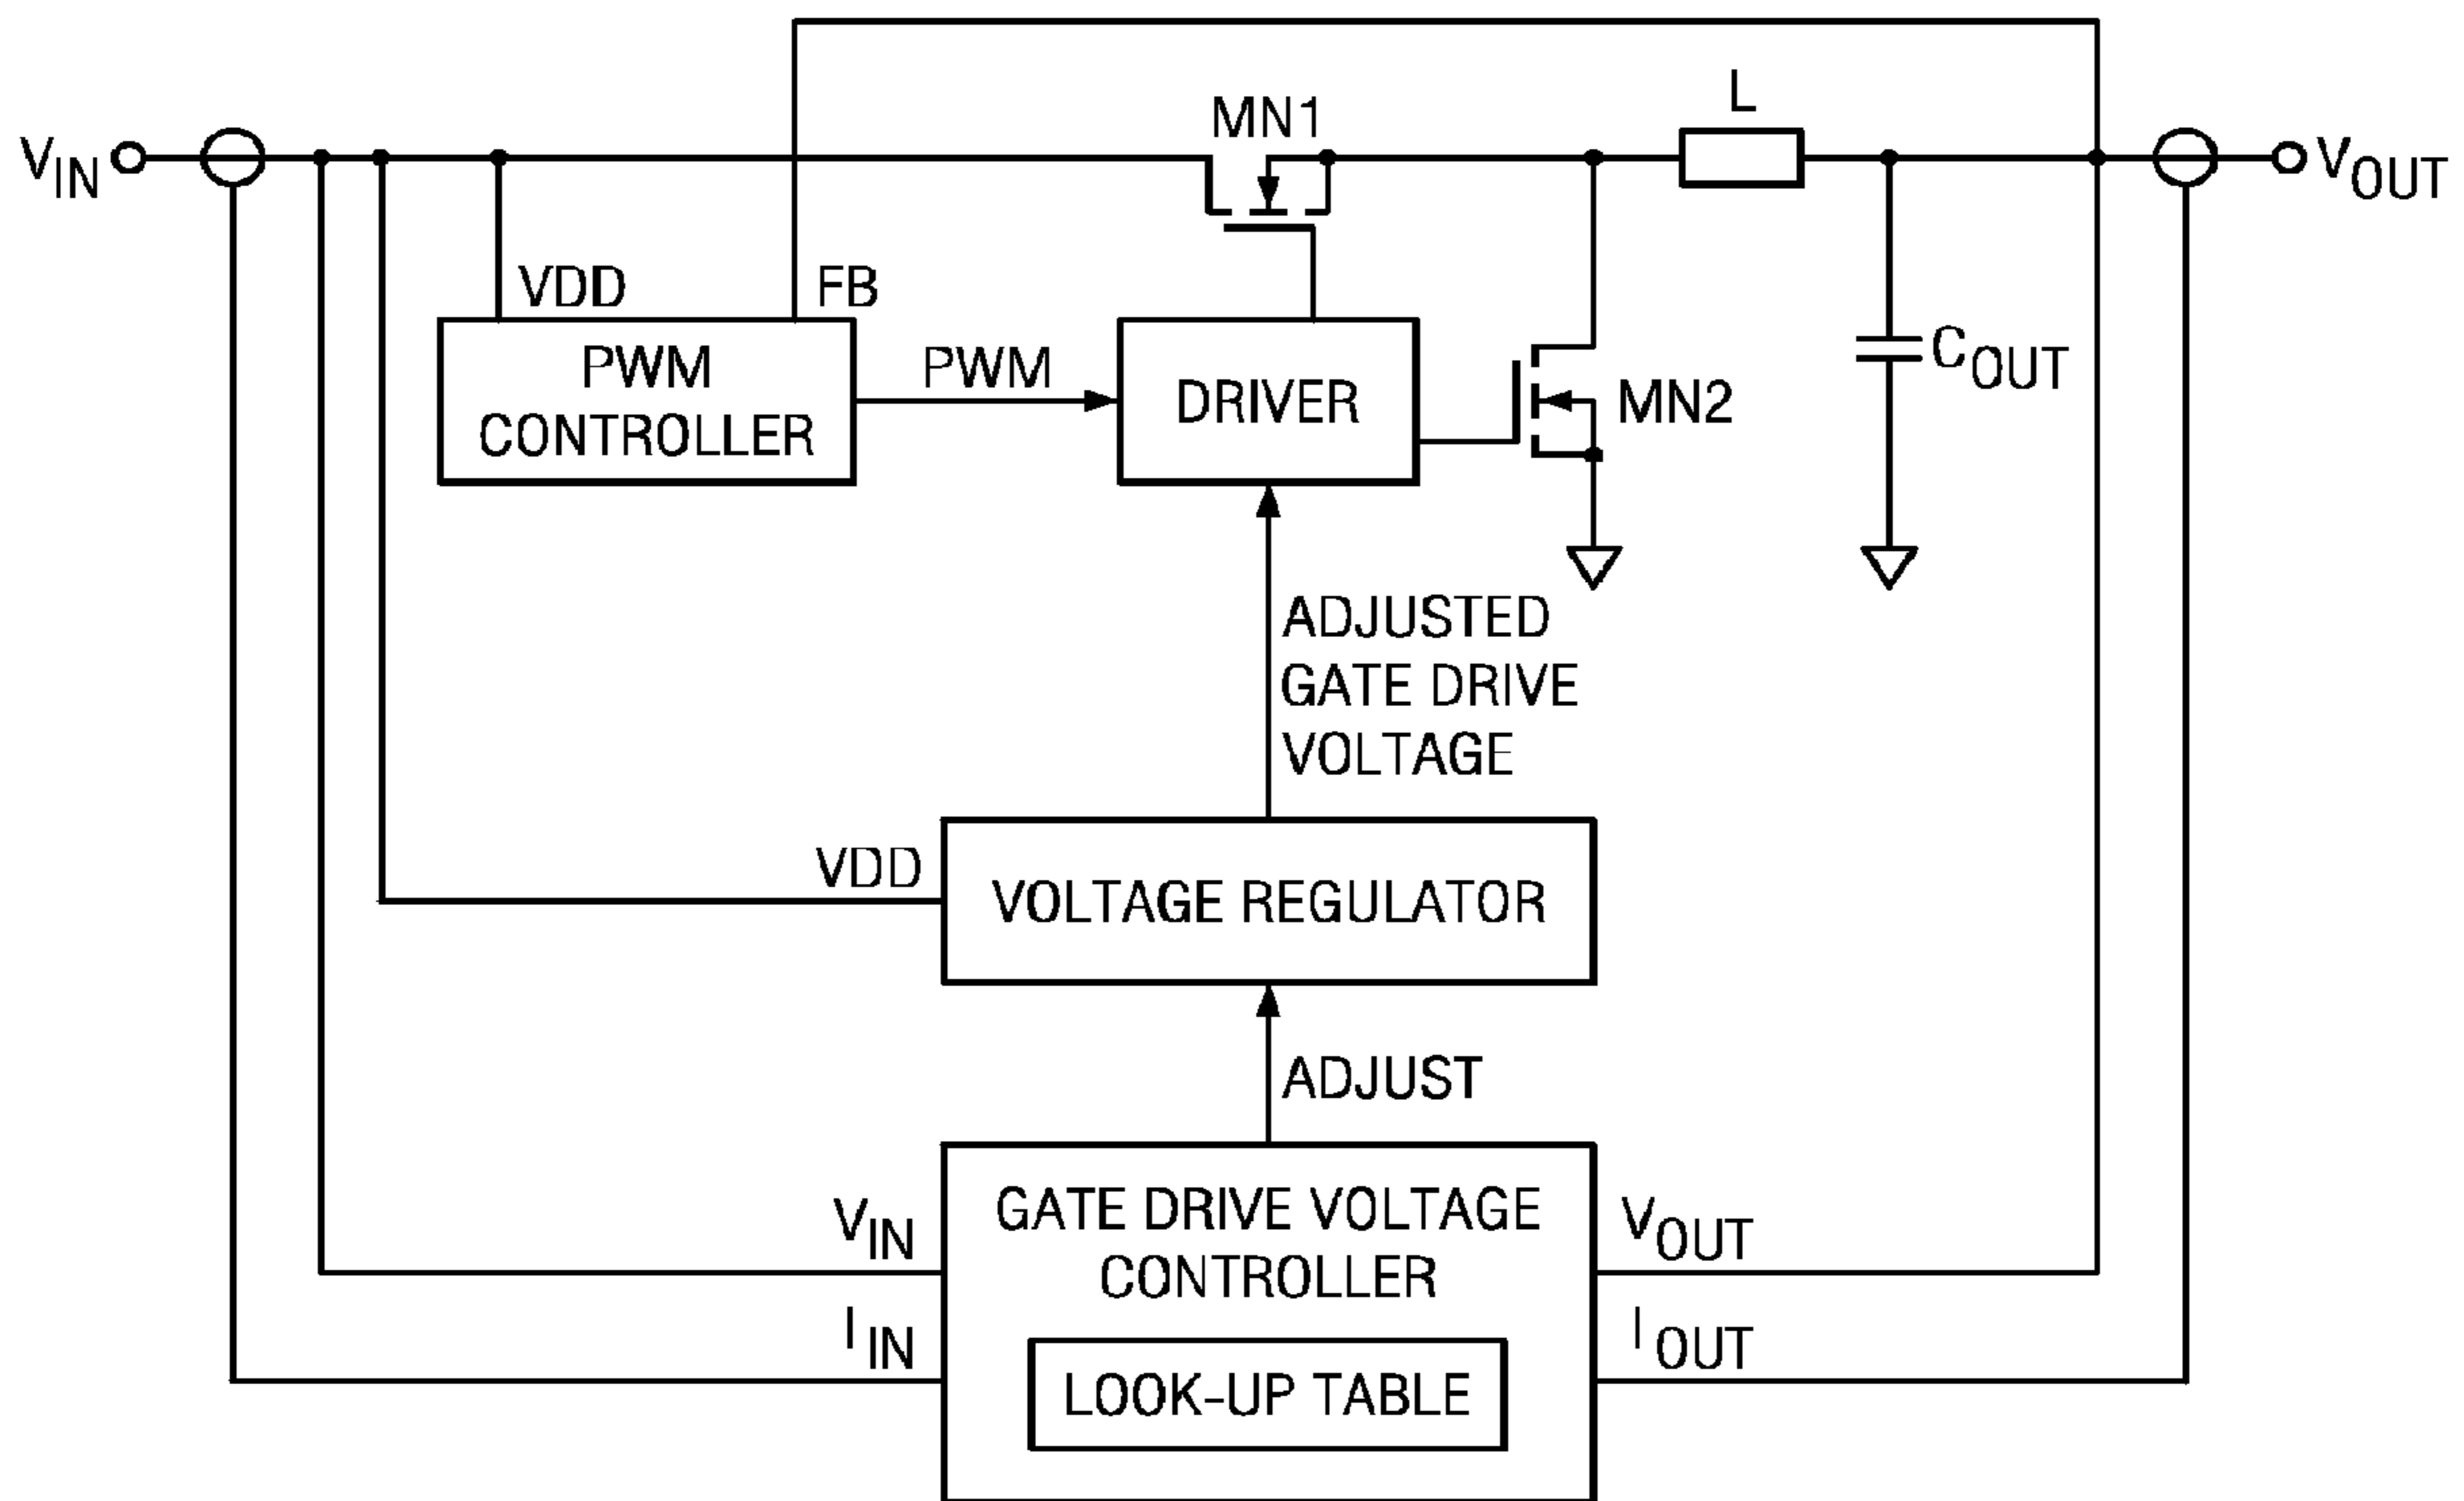 L
MN1
VIN
VOUT
VDD
FB
PWM
CONTROLLER
PWM
DRIVER
MN2
COUT
ADJUSTED
GATE DRIVE
VOLTAGE
VDD
VOLTAGE REGULATOR
ADJUST
VIN
GATE DRIVE VOLTAGE
CONTROLLER
VOUT
IIN
IOUT
LOOK-UP TABLE